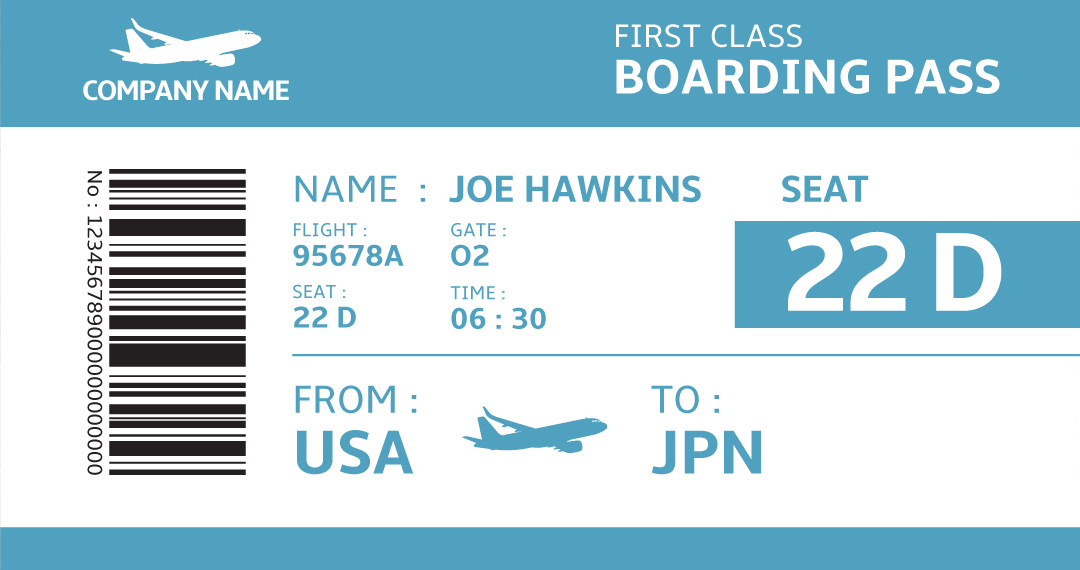 COMPANY NAME
FIRST CLASS
BOARDING PASS
No : 1234567890000000000000
NAME : JOE HAWKINS
SEAT
FLIGHT :
GATE :
95678A
O2
22 D
SEAT :
TIME :
22 D
06 : 30
FROM :
TO :
USA
JPN